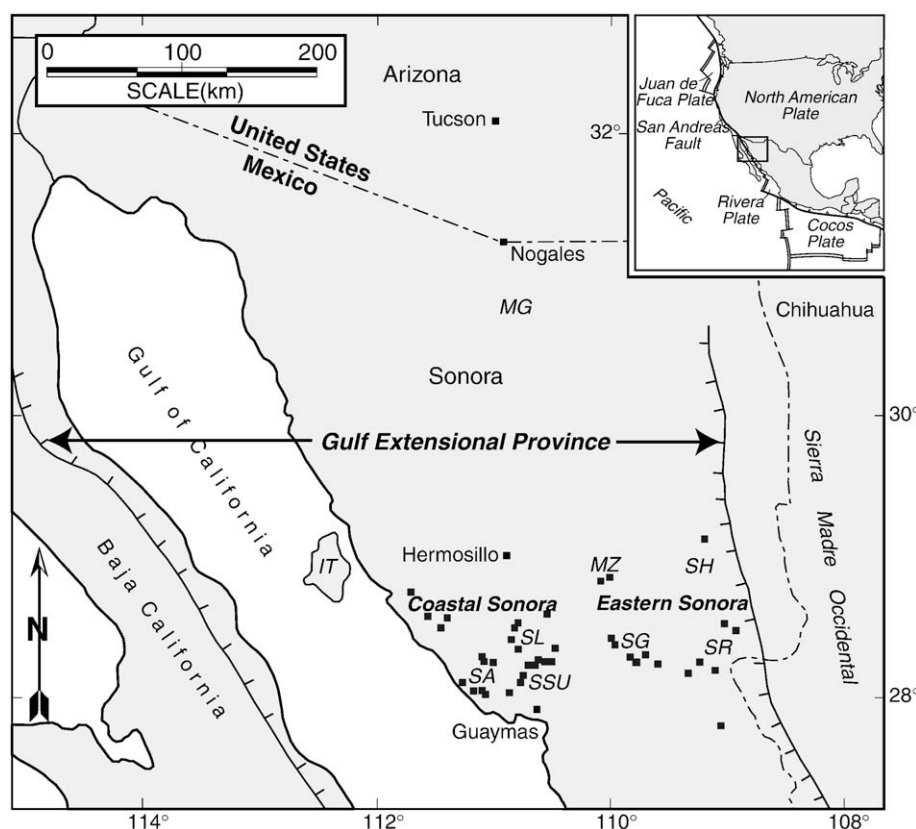 0 100 200
SCALE(km)
Arizona
Tucson
United States
Mexico
Nogales
MG
Sonora
Chihuahua
32°
30°
28°
Juan de
Fuca Plate
North American
Plate
San Andreas
Fault
Pacific
Rivera
Plate
Cocos
Plate
Gulf of California
Gulf Extensional Province
Sierra Madre Occidental
Baja California
IT
Hermosillo
MZ
SH
Coastal Sonora
Eastern Sonora
SL
SG
SR
SA
SSU
Guaymas
N
114° 112° 110° 108°